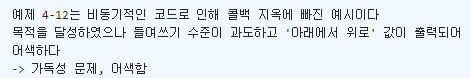 예제 4-12는 비동기적인 코드로 인해 콜백 지옥에 빠진 예시이다
목적을 달성하였으나 들여쓰기 수준이 과도하고 '아래에서 위로' 값이 출력되어
어색하다
-> 가독성 문제, 어색함